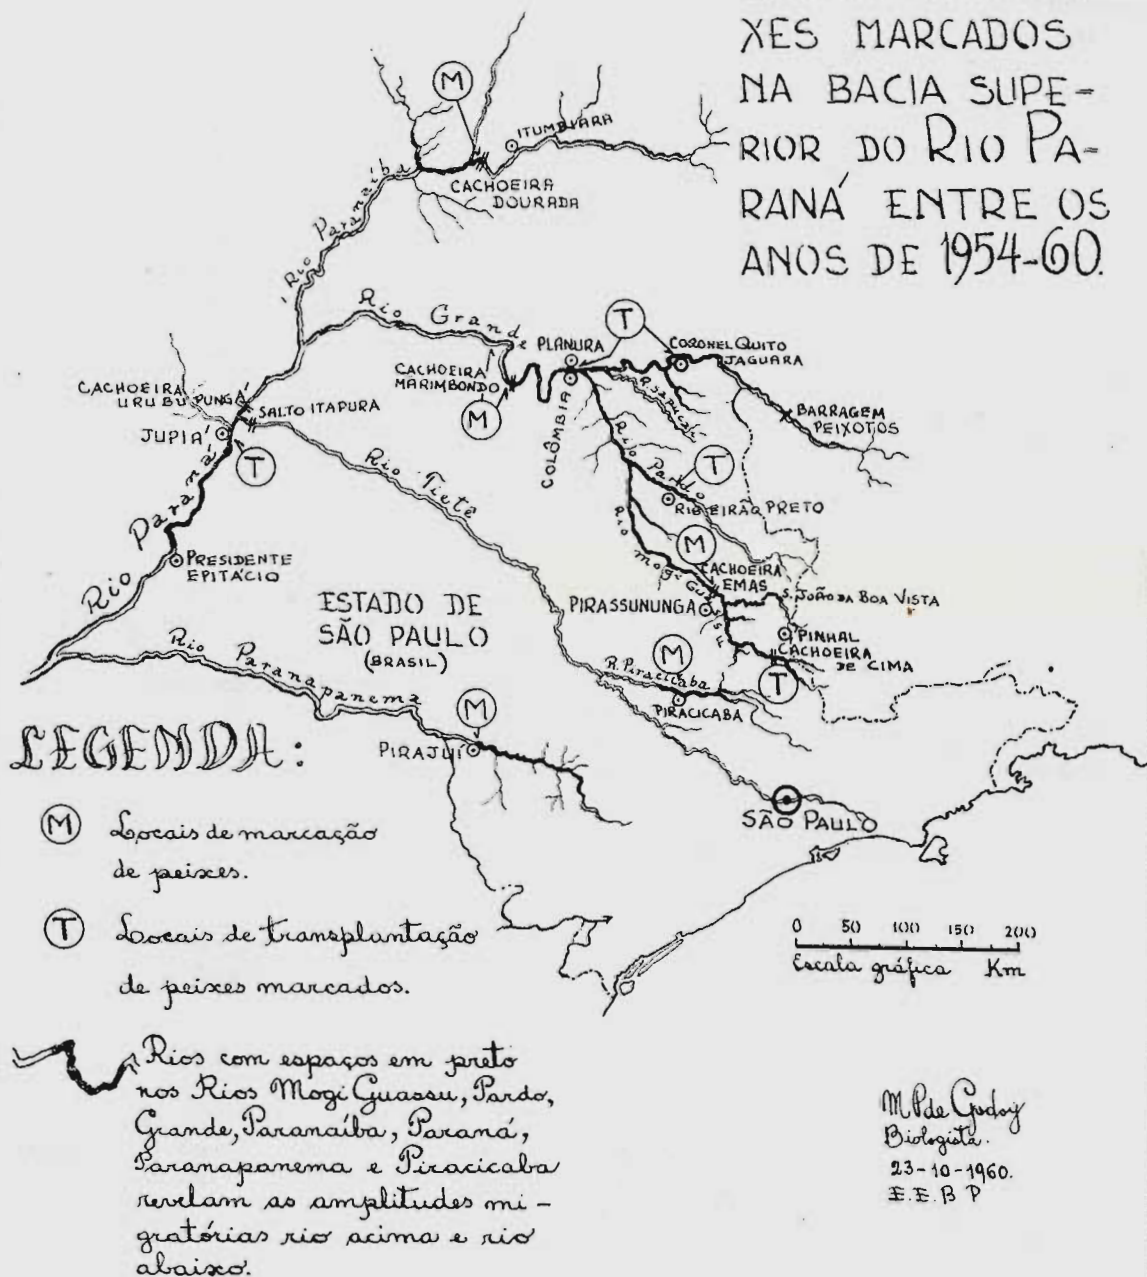 XES MARCADOS
NA BACIA SUPE-
RIOR DO RIO PA-
RANÁ ENTRE OS
ANOS DE 1954-60.
M
ITUMBIARA
CACHOEIRA
DOURADA
Rio Paranaíba
Rio Grande
T
PLANURA
CORONEL QUITO
JAGUARA
CACHOEIRA
MARIMBONDO
M
COLÔMBIA
R. Sapucaí
BARRAGEM
PEIXOTOS
CACHOEIRA
URUBUPUNGÁ
SALTO ITAPURA
JUPIÁ
T
Rio Paraná
Rio Tietê
Rio Pardo
T
RIBEIRÃO PRETO
PRESIDENTE
EPITÁCIO
Rio Mogi Guassu
M
CACHOEIRA
EMAS
S. JOÃO DA BOA VISTA
PIRASSUNUNGA
PINHAL
CACHOEIRA
DE CIMA
T
ESTADO DE
SÃO PAULO
(BRASIL)
Rio Paranapanema
M
R. Piracicaba
PIRACICABA
M
PIRAJUÍ
SÃO PAULO
LEGENDA:
M Locais de marcação
de peixes.
T Locais de transplantação
de peixes marcados.
Rios com espaços em preto
nos Rios Mogi Guassu, Pardo,
Grande, Paranaíba, Paraná,
Paranapanema e Piracicaba
revelam as amplitudes mi-
gratórias rio acima e rio
abaixo.
0 50 100 150 200
Escala gráfica Km
M P de Godoy
Biologista.
23-10-1960.
E.E.B P